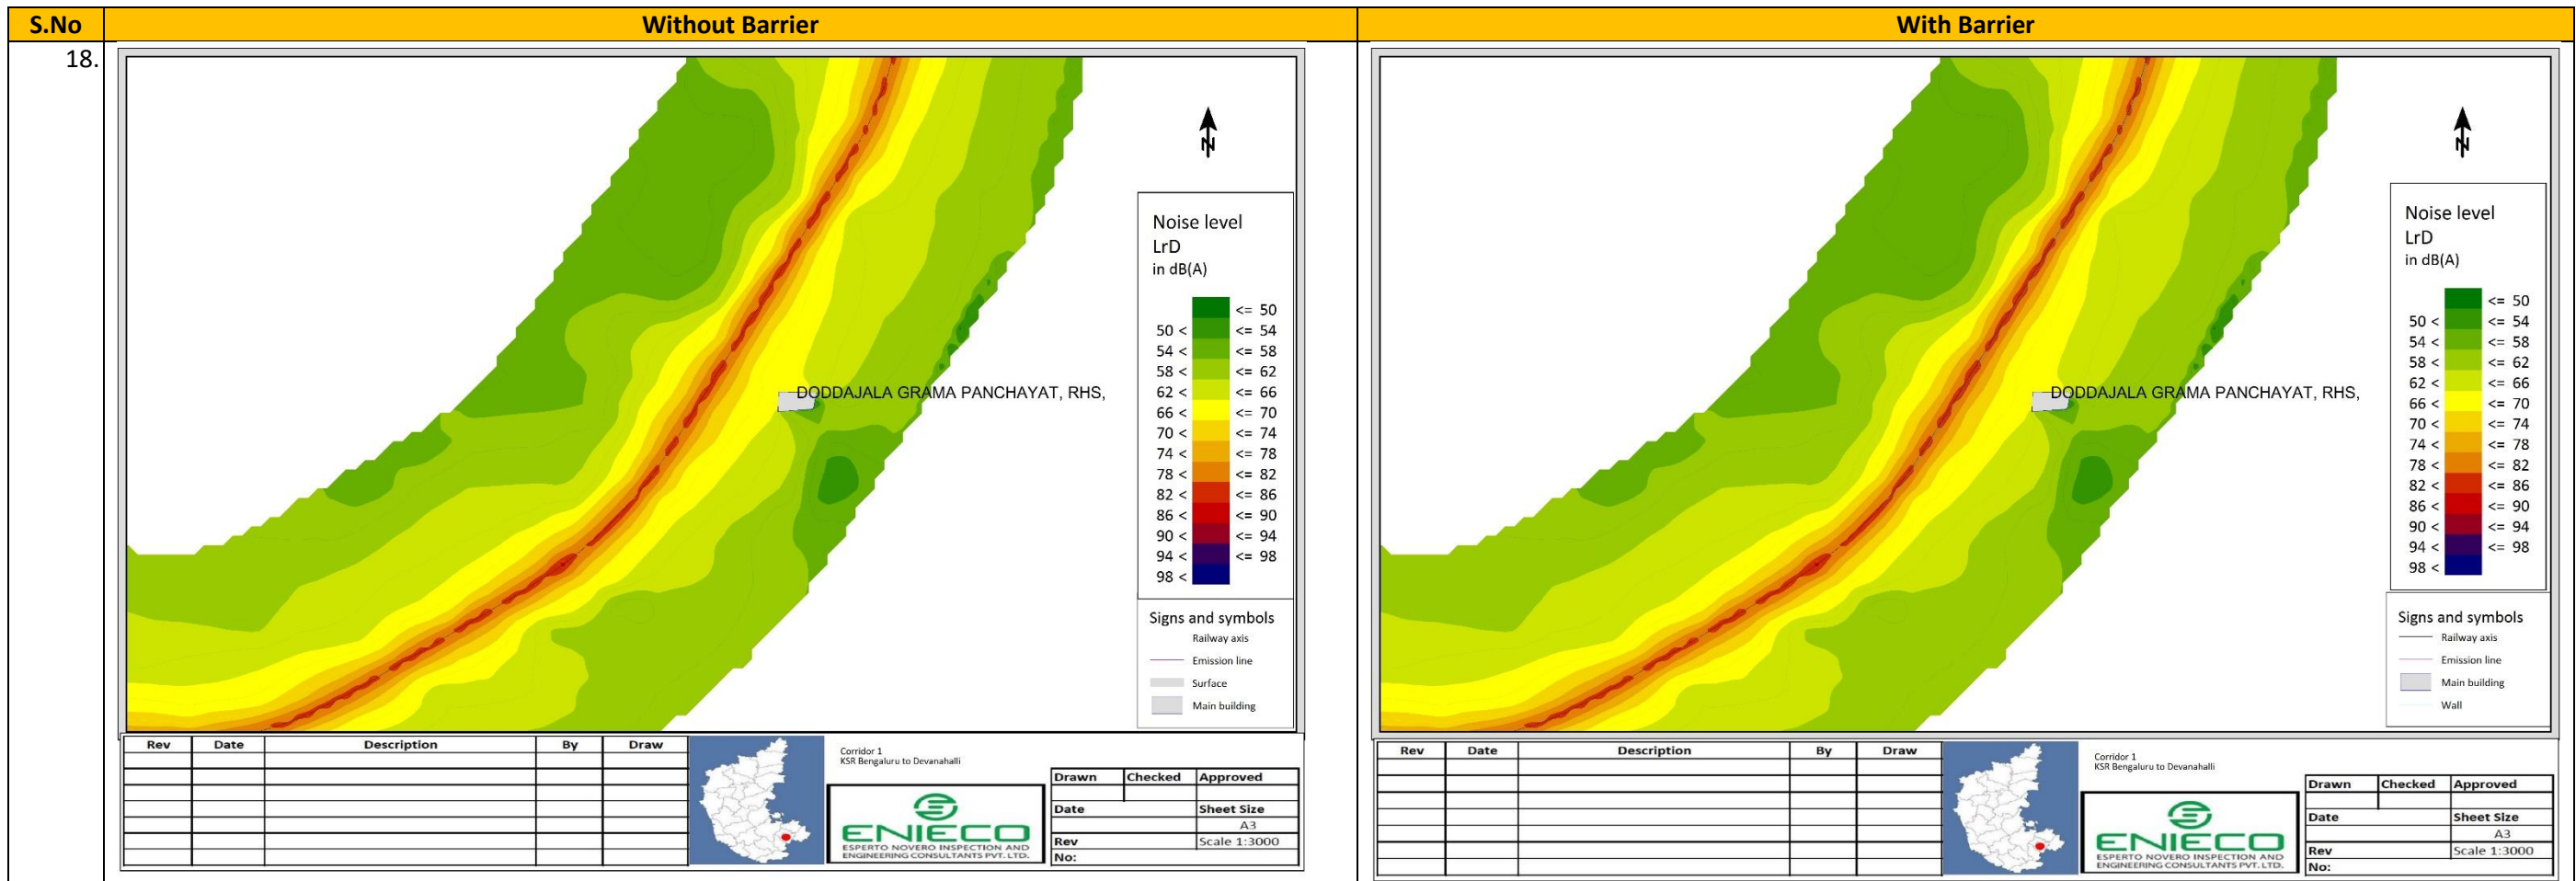 S.No Without Barrier With Barrier
18.
N
DODDAJALA GRAMA PANCHAYAT, RHS,
Noise level
LrD
in dB(A)
<= 50
50 < <= 54
54 < <= 58
58 < <= 62
62 < <= 66
66 < <= 70
70 < <= 74
74 < <= 78
78 < <= 82
82 < <= 86
86 < <= 90
90 < <= 94
94 < <= 98
98 <
Signs and symbols
Railway axis
Emission line
Surface
Main building
Rev Date Description By Draw
Corridor 1
KSR Bengaluru to Devanahalli
ENIECO
ESPERTO NOVERO INSPECTION AND
ENGINEERING CONSULTANTS PVT. LTD.
Drawn Checked Approved
Date Sheet Size
A3
Rev Scale 1:3000
No:
N
DODDAJALA GRAMA PANCHAYAT, RHS,
Noise level
LrD
in dB(A)
<= 50
50 < <= 54
54 < <= 58
58 < <= 62
62 < <= 66
66 < <= 70
70 < <= 74
74 < <= 78
78 < <= 82
82 < <= 86
86 < <= 90
90 < <= 94
94 < <= 98
98 <
Signs and symbols
Railway axis
Emission line
Main building
Wall
Rev Date Description By Draw
Corridor 1
KSR Bengaluru to Devanahalli
ENIECO
ESPERTO NOVERO INSPECTION AND
ENGINEERING CONSULTANTS PVT. LTD.
Drawn Checked Approved
Date Sheet Size
A3
Rev Scale 1:3000
No: